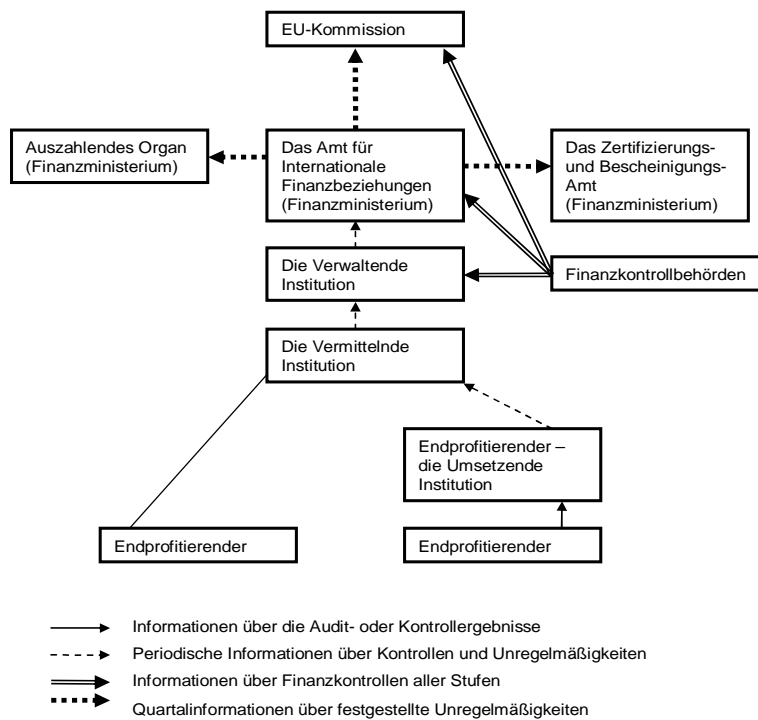 EU-Kommission
Auszahlendes Organ
(Finanzministerium)
Das Amt für
Internationale
Finanzbeziehungen
(Finanzministerium)
Das Zertifizierungs-
und Bescheinigungs-
Amt
(Finanzministerium)
Die Verwaltende
Institution
Finanzkontrollbehörden
Die Vermittelnde
Institution
Endprofitierender –
die Umsetzende
Institution
Endprofitierender
Endprofitierender
Informationen über die Audit- oder Kontrollergebnisse
Periodische Informationen über Kontrollen und Unregelmäßigkeiten
Informationen über Finanzkontrollen aller Stufen
Quartalinformationen über festgestellte Unregelmäßigkeiten